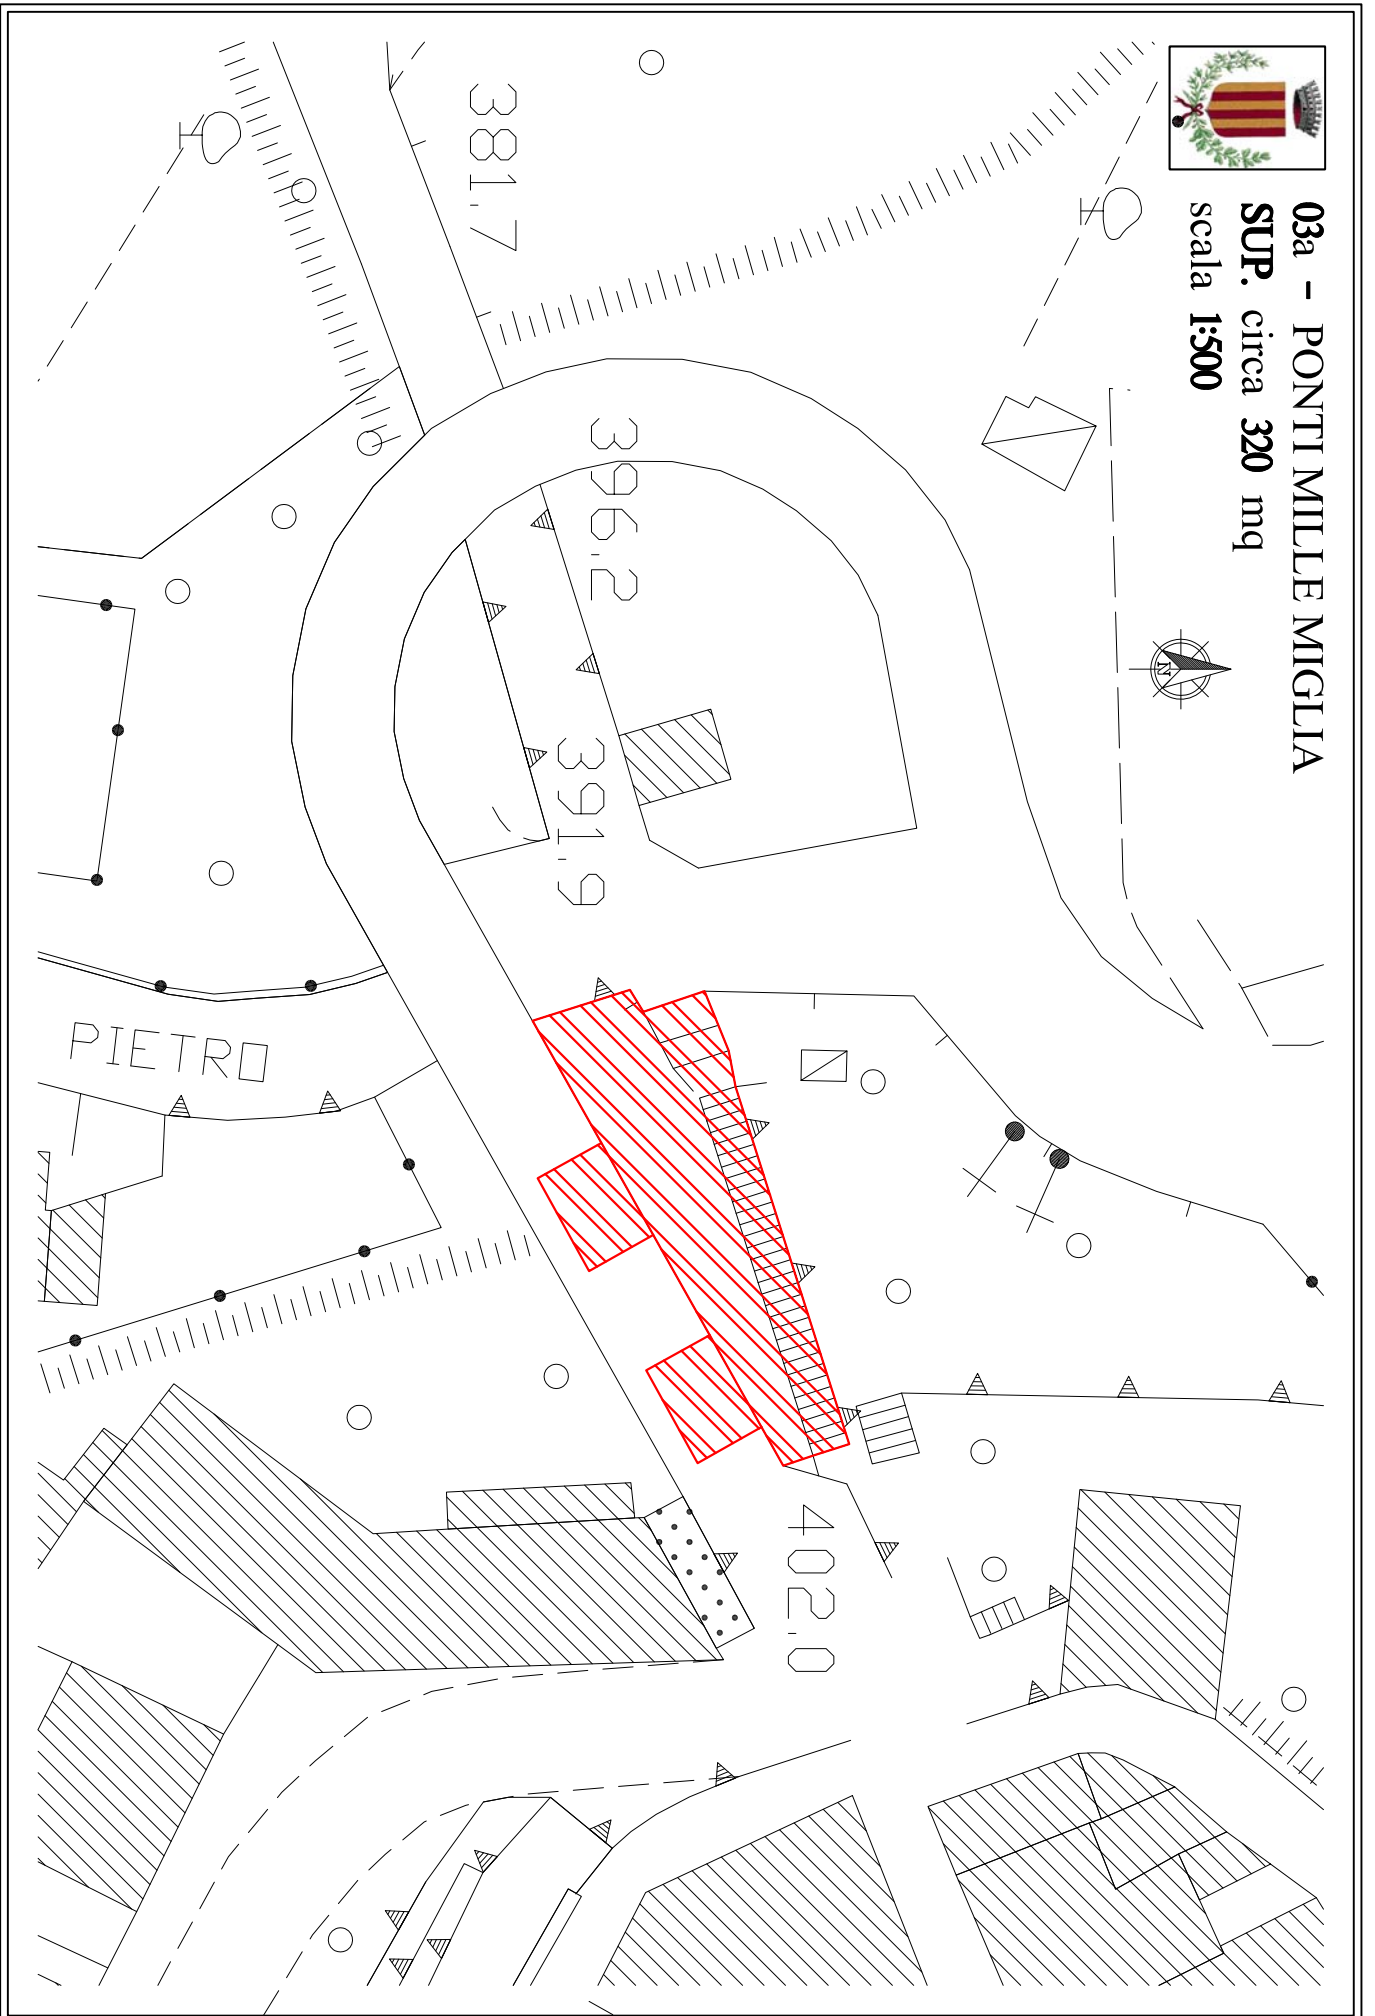 03a - PONTI MILLE MIGLIA
SUP. circa 320 mq
scala 1:500
N
381.7
396.2
391.9
402.0
PIETRO